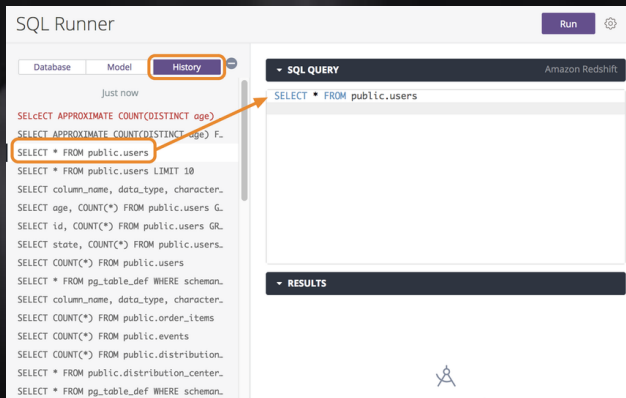 SQL Runner
Run
Database Model History
Just now
SELcECT APPROXIMATE COUNT(DISTINCT age)
SELECT APPROXIMATE COUNT(DISTINCT age) F…
SELECT * FROM public.users
SELECT * FROM public.users LIMIT 10
SELECT column_name, data_type, character…
SELECT age, COUNT(*) FROM public.users G…
SELECT id, COUNT(*) FROM public.users GR…
SELECT state, COUNT(*) FROM public.users…
SELECT COUNT(*) FROM public.users
SELECT * FROM pg_table_def WHERE scheman…
SELECT column_name, data_type, character…
SELECT COUNT(*) FROM public.order_items
SELECT COUNT(*) FROM public.events
SELECT COUNT(*) FROM public.distribution…
SELECT * FROM public.distribution_center…
SELECT * FROM pg_table_def WHERE scheman…
SQL QUERY Amazon Redshift
SELECT * FROM public.users
RESULTS